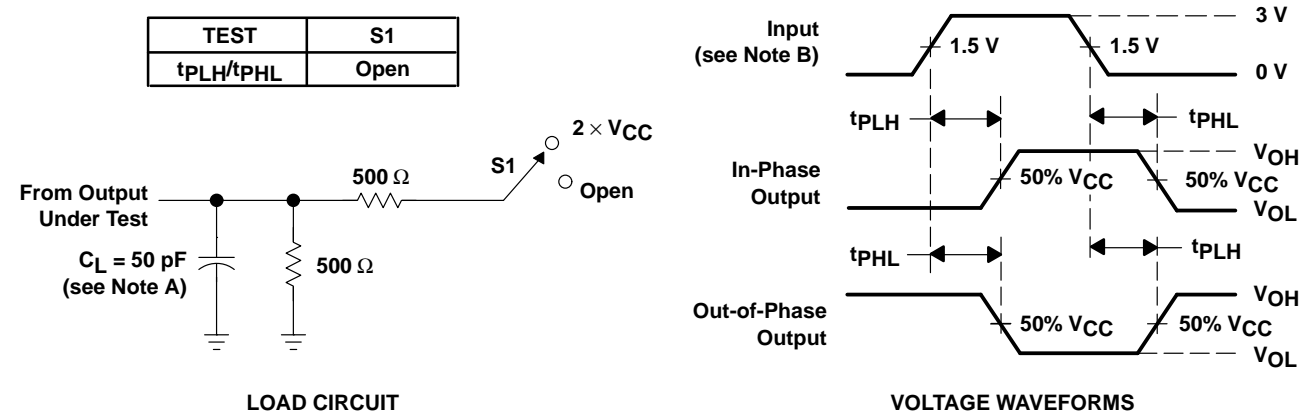 TEST S1
tPLH/tPHL Open
2 × VCC
S1
Open
500 Ω
From Output
Under Test
CL = 50 pF
(see Note A)
500 Ω
LOAD CIRCUIT
Input
(see Note B)
1.5 V
1.5 V
3 V
0 V
tPLH
tPHL
In-Phase
Output
50% VCC
50% VCC
VOH
VOL
tPHL
tPLH
Out-of-Phase
Output
50% VCC
50% VCC
VOH
VOL
VOLTAGE WAVEFORMS